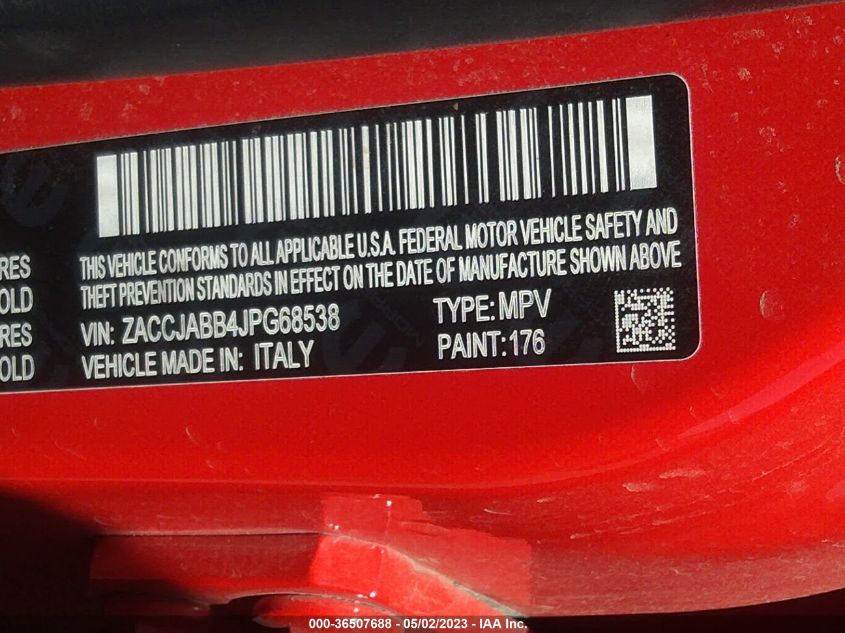 THIS VEHICLE CONFORMS TO ALL APPLICABLE U.S.A. FEDERAL MOTOR VEHICLE SAFETY AND
THEFT PREVENTION STANDARDS IN EFFECT ON THE DATE OF MANUFACTURE SHOWN ABOVE
RES
OLD
RES
OLD
VIN: ZACCJABB4JPG68538
TYPE: MPV
VEHICLE MADE IN: ITALY
PAINT: 176
000-36507688 - 05/02/2023 - IAA Inc.